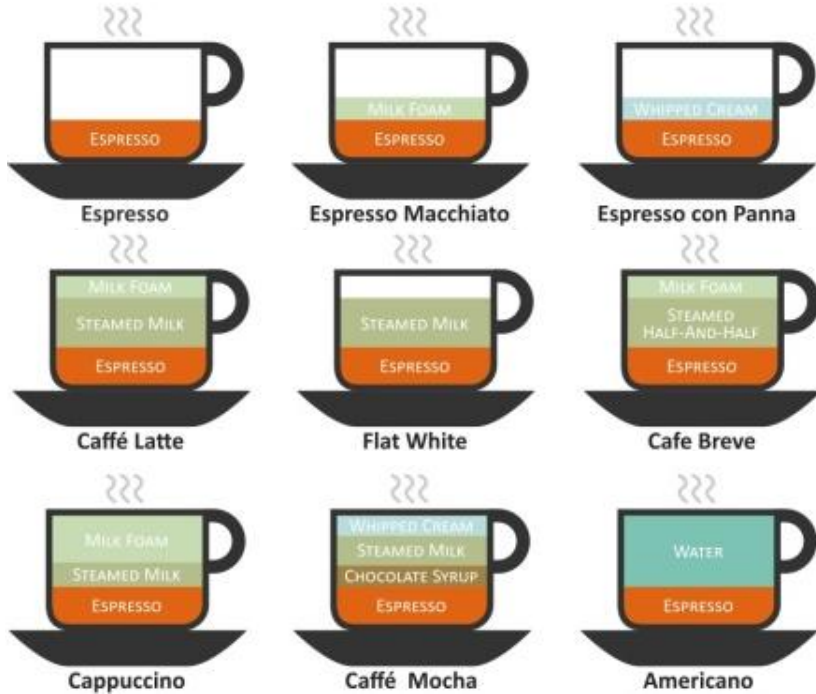 ESPRESSO
Espresso
MILK FOAM
ESPRESSO
Espresso Macchiato
WHIPPED CREAM
ESPRESSO
Espresso con Panna
MILK FOAM
STEAMED MILK
ESPRESSO
Caffé Latte
STEAMED MILK
ESPRESSO
Flat White
MILK FOAM
STEAMED
HALF-AND-HALF
ESPRESSO
Cafe Breve
MILK FOAM
STEAMED MILK
ESPRESSO
Cappuccino
WHIPPED CREAM
STEAMED MILK
CHOCOLATE SYRUP
ESPRESSO
Caffé Mocha
WATER
ESPRESSO
Americano